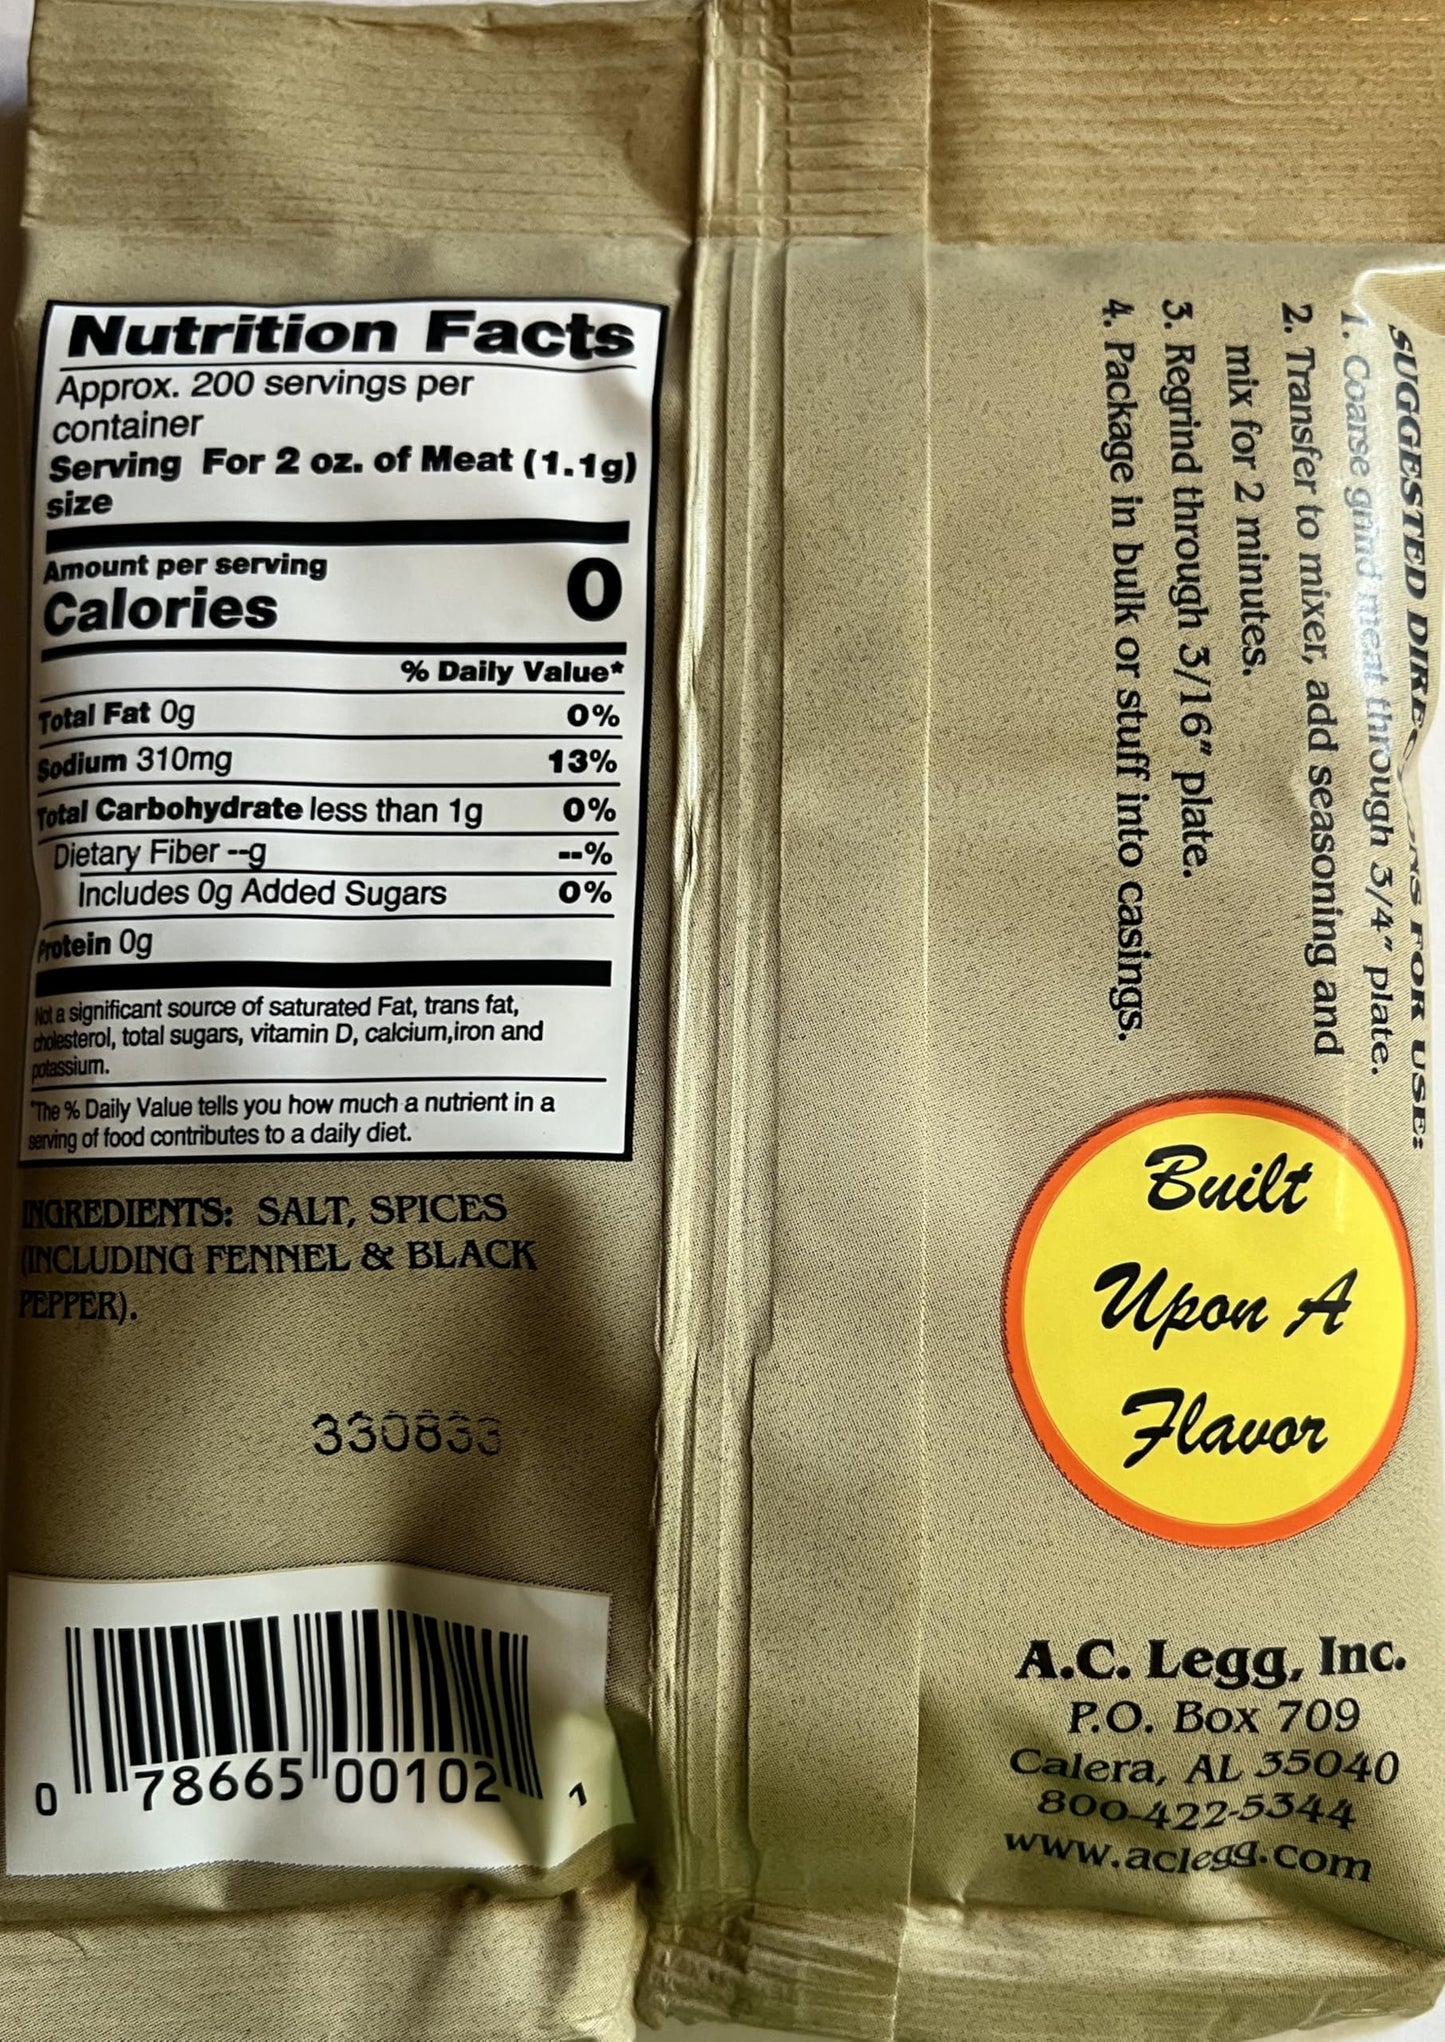 Nutrition Facts
Approx. 200 servings per
container
Serving For 2 oz. of Meat (1.1g)
size
Amount per serving
Calories 0
% Daily Value*
Total Fat 0g 0%
Sodium 310mg 13%
Total Carbohydrate less than 1g 0%
Dietary Fiber --g --%
Includes 0g Added Sugars 0%
Protein 0g
Not a significant source of saturated Fat, trans fat,
cholesterol, total sugars, vitamin D, calcium,iron and
potassium.
*The % Daily Value tells you how much a nutrient in a
serving of food contributes to a daily diet.
INGREDIENTS: SALT, SPICES
(INCLUDING FENNEL & BLACK
PEPPER).
330833
0 78665 00102 7
SUGGESTED DIRECTIONS FOR USE:
1. Coarse grind meat through 3/4" plate.
2. Transfer to mixer, add seasoning and
mix for 2 minutes.
3. Regrind through 3/16" plate.
4. Package in bulk or stuff into casings.
Built
Upon A
Flavor
A.C. Legg, Inc.
P.O. Box 709
Calera, AL 35040
800-422-5344
www.aclegg.com